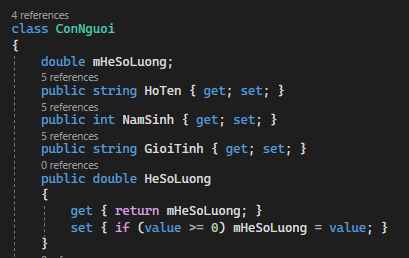 4 references
class ConNguoi
{
double mHeSoLuong;
5 references
public string HoTen { get; set; }
5 references
public int NamSinh { get; set; }
5 references
public string GioiTinh { get; set; }
0 references
public double HeSoLuong
{
get { return mHeSoLuong; }
set { if (value >= 0) mHeSoLuong = value; }
}